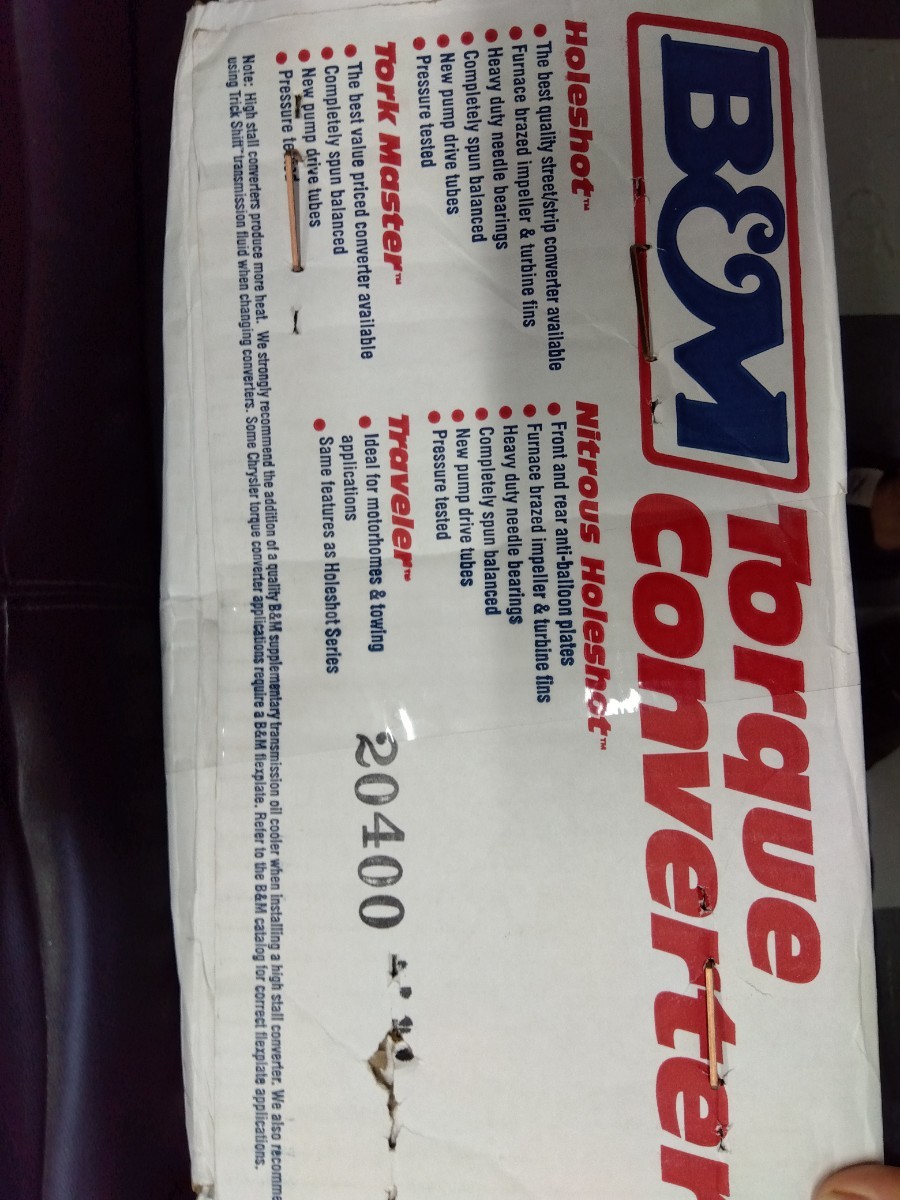 B&M
Torque
Converter
Holeshot™
• The best quality street/strip converter available
• Furnace brazed impeller & turbine fins
• Heavy duty needle bearings
• Completely spun balanced
• New pump drive tubes
• Pressure tested
Nitrous Holeshot™
• Front and rear anti-balloon plates
• Furnace brazed impeller & turbine fins
• Heavy duty needle bearings
• Completely spun balanced
• New pump drive tubes
• Pressure tested
Tork Master™
• The best value priced converter available
• Completely spun balanced
• New pump drive tubes
• Pressure tested
Traveler™
• Ideal for motorhomes & towing
applications
• Same features as Holeshot Series
20400
Note: High stall converters produce more heat. We strongly recommend the addition of a quality B&M supplementary transmission oil cooler when installing a high stall converter. We also recomme
using Trick Shift™ transmission fluid when changing converters. Some Chrysler torque converter applications require a B&M flexplate. Refer to the B&M catalog for correct flexplate applications.